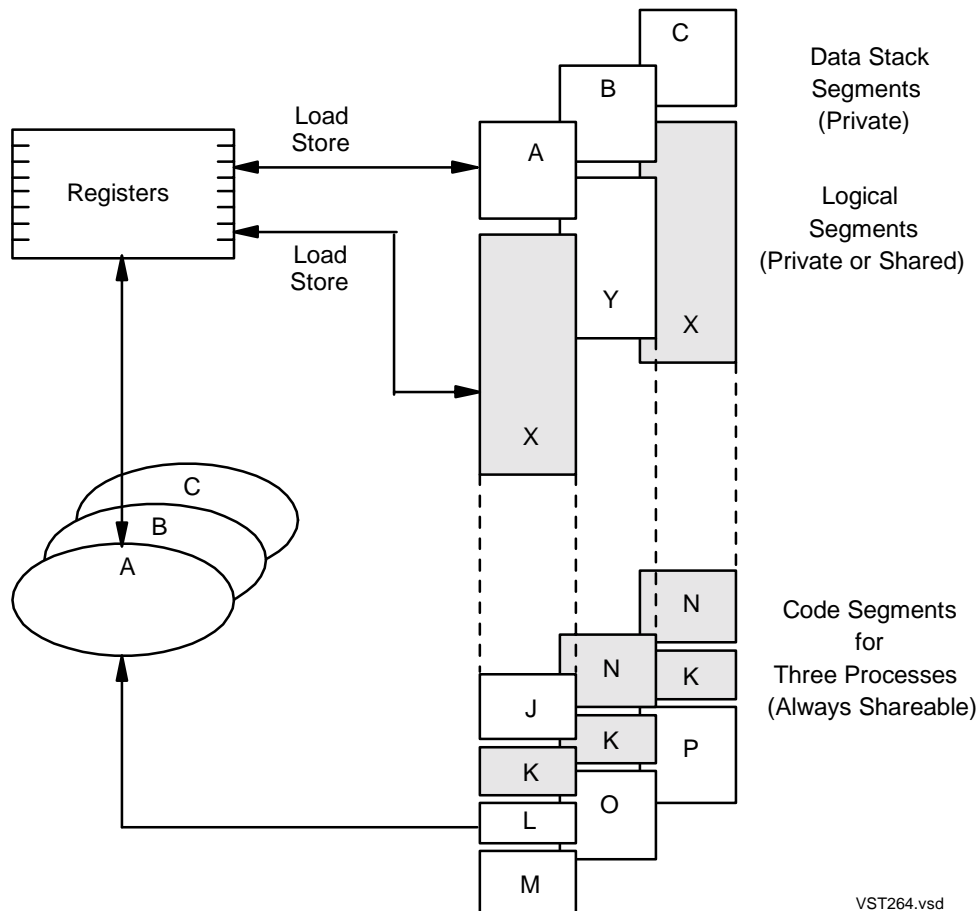 C
Data Stack
Segments
(Private)
B
Load
Store
A
Registers
Logical
Segments
(Private or Shared)
Load
Store
Y
X
X
C
B
A
N
Code Segments
for
Three Processes
(Always Shareable)
N
K
J
K
P
K
O
L
M
VST264.vsd